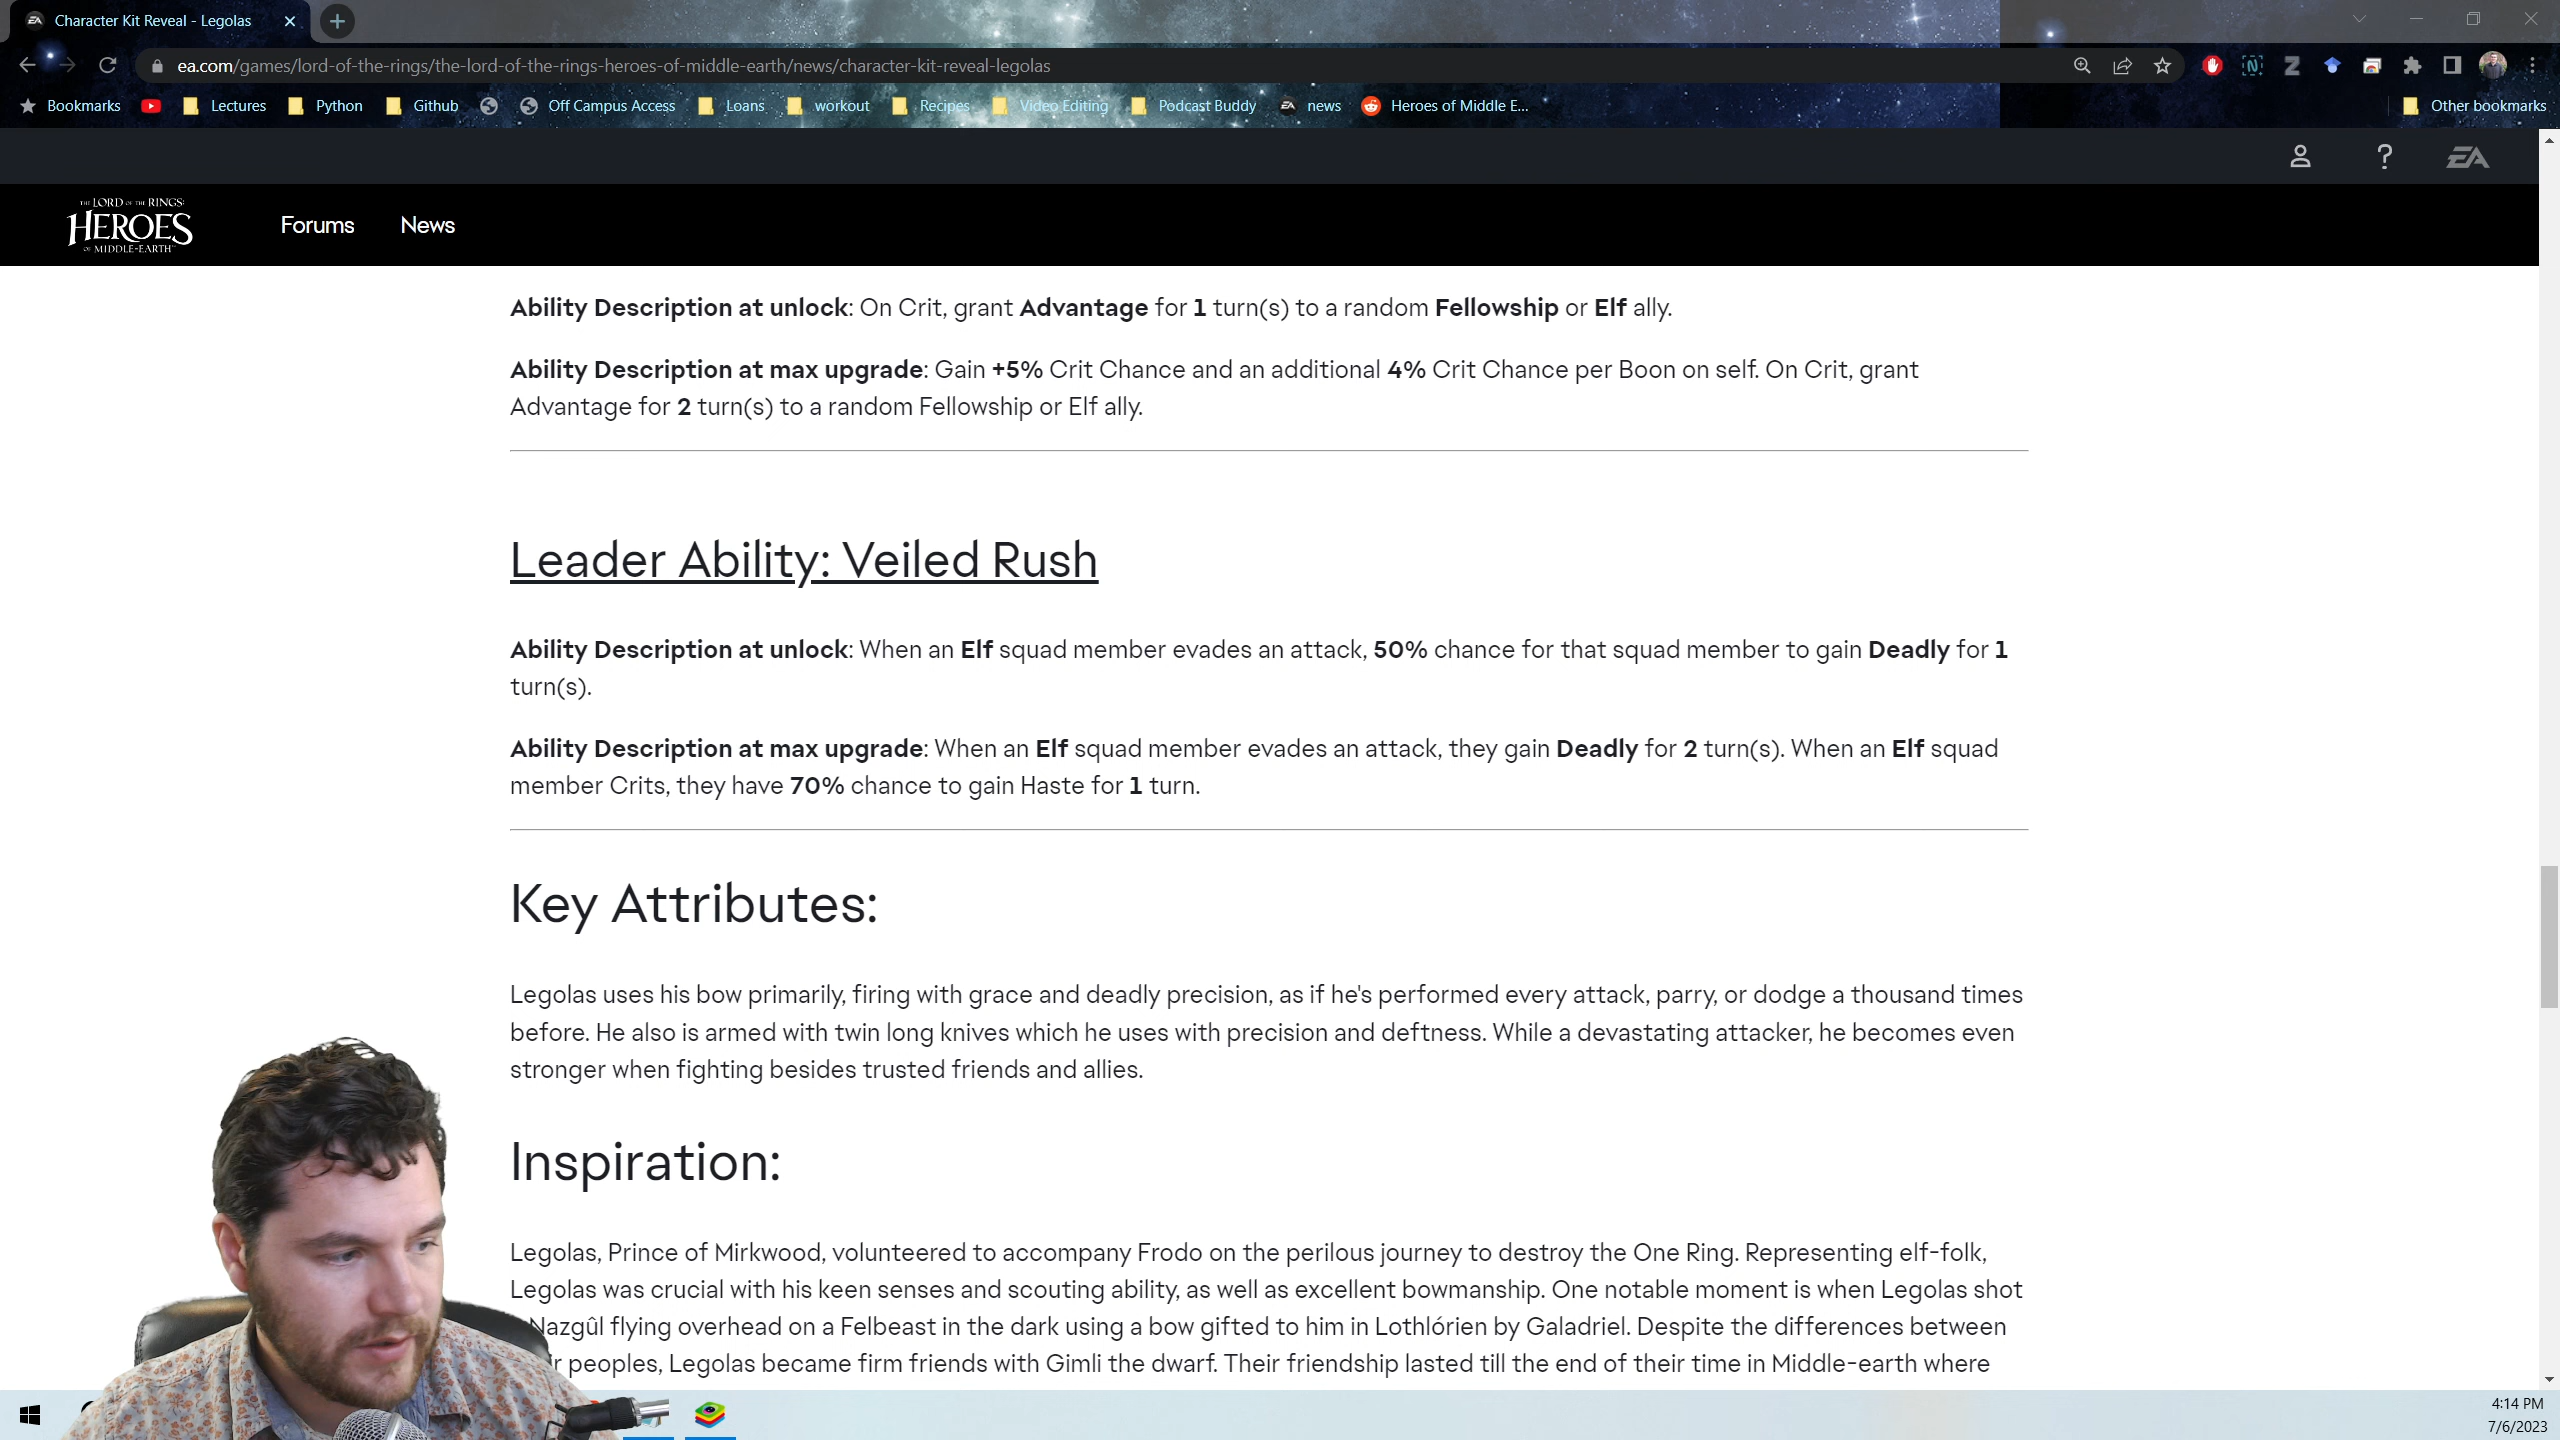 Character Kit Reveal - Legolas
ea.com/games/lord-of-the-rings/the-lord-of-the-rings-heroes-of-middle-earth/news/character-kit-reveal-legolas
Bookmarks Lectures Python Github Off Campus Access Loans workout Recipes Video Editing Podcast Buddy news Heroes of Middle E... Other bookmarks
? EA
THE LORD OF THE RINGS:
HEROES
OF MIDDLE-EARTH™
Forums News
Ability Description at unlock: On Crit, grant Advantage for 1 turn(s) to a random Fellowship or Elf ally.
Ability Description at max upgrade: Gain +5% Crit Chance and an additional 4% Crit Chance per Boon on self. On Crit, grant
Advantage for 2 turn(s) to a random Fellowship or Elf ally.
Leader Ability: Veiled Rush
Ability Description at unlock: When an Elf squad member evades an attack, 50% chance for that squad member to gain Deadly for 1
turn(s).
Ability Description at max upgrade: When an Elf squad member evades an attack, they gain Deadly for 2 turn(s). When an Elf squad
member Crits, they have 70% chance to gain Haste for 1 turn.
Key Attributes:
Legolas uses his bow primarily, firing with grace and deadly precision, as if he's performed every attack, parry, or dodge a thousand times
before. He also is armed with twin long knives which he uses with precision and deftness. While a devastating attacker, he becomes even
stronger when fighting besides trusted friends and allies.
Inspiration:
Legolas, Prince of Mirkwood, volunteered to accompany Frodo on the perilous journey to destroy the One Ring. Representing elf-folk,
Legolas was crucial with his keen senses and scouting ability, as well as excellent bowmanship. One notable moment is when Legolas shot
Nazgûl flying overhead on a Felbeast in the dark using a bow gifted to him in Lothlórien by Galadriel. Despite the differences between
peoples, Legolas became firm friends with Gimli the dwarf. Their friendship lasted till the end of their time in Middle-earth where
4:14 PM
7/6/2023